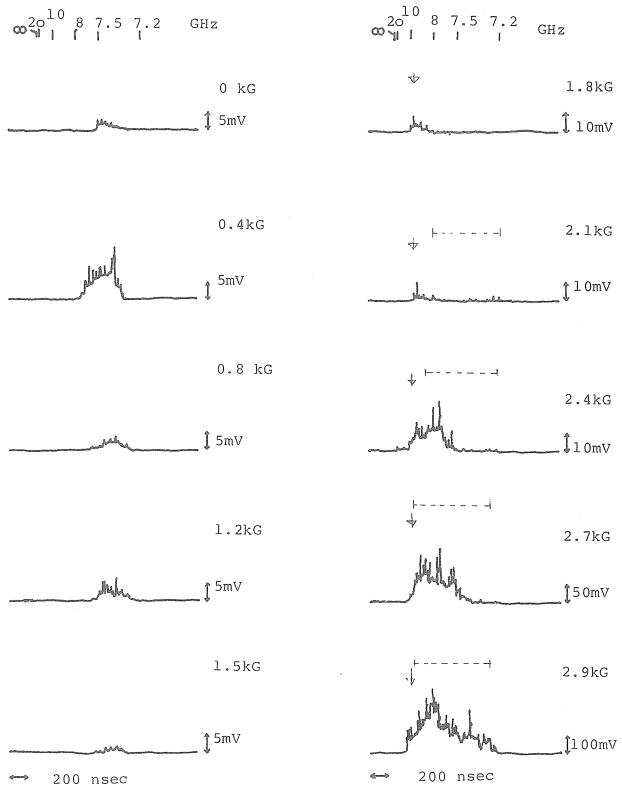 ∞ 20 10 8 7.5 7.2 GHz
0 kG
5mV
0.4kG
5mV
0.8 kG
5mV
1.2kG
5mV
1.5kG
5mV
200 nsec
∞ 20 10 8 7.5 7.2 GHz
1.8kG
10mV
2.1kG
10mV
2.4kG
10mV
2.7kG
50mV
2.9kG
100mV
200 nsec